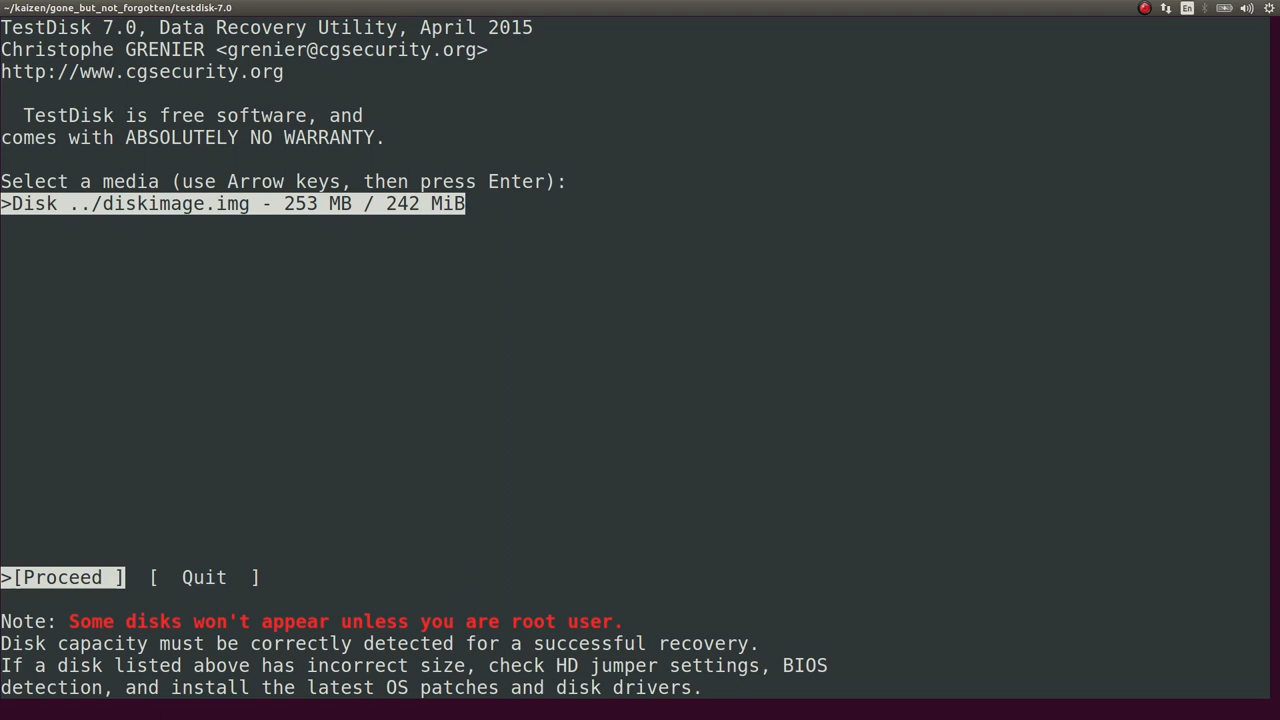 ~/kaizen/gone_but_not_forgotten/testdisk-7.0
En
TestDisk 7.0, Data Recovery Utility, April 2015
Christophe GRENIER <grenier@cgsecurity.org>
http://www.cgsecurity.org
TestDisk is free software, and
comes with ABSOLUTELY NO WARRANTY.
Select a media (use Arrow keys, then press Enter):
>Disk ../diskimage.img - 253 MB / 242 MiB
>[Proceed ]  [  Quit  ]
Note: Some disks won't appear unless you are root user.
Disk capacity must be correctly detected for a successful recovery.
If a disk listed above has incorrect size, check HD jumper settings, BIOS
detection, and install the latest OS patches and disk drivers.